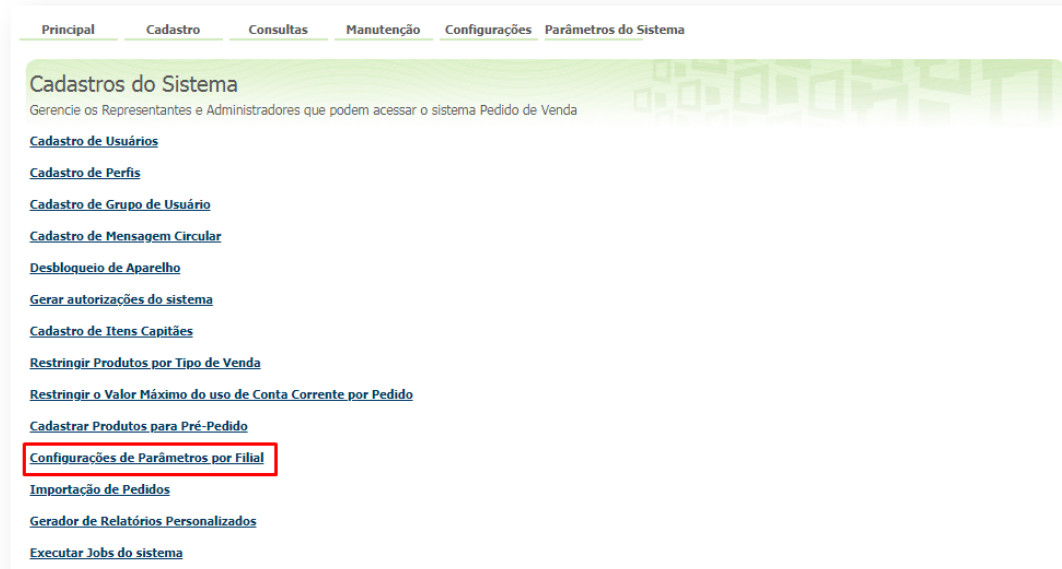 Principal Cadastro Consultas Manutenção Configurações Parâmetros do Sistema
Cadastros do Sistema
Gerencie os Representantes e Administradores que podem acessar o sistema Pedido de Venda
Cadastro de Usuários
Cadastro de Perfis
Cadastro de Grupo de Usuário
Cadastro de Mensagem Circular
Desbloqueio de Aparelho
Gerar autorizações do sistema
Cadastro de Itens Capitães
Restringir Produtos por Tipo de Venda
Restringir o Valor Máximo do uso de Conta Corrente por Pedido
Cadastrar Produtos para Pré-Pedido
Configurações de Parâmetros por Filial
Importação de Pedidos
Gerador de Relatórios Personalizados
Executar Jobs do sistema